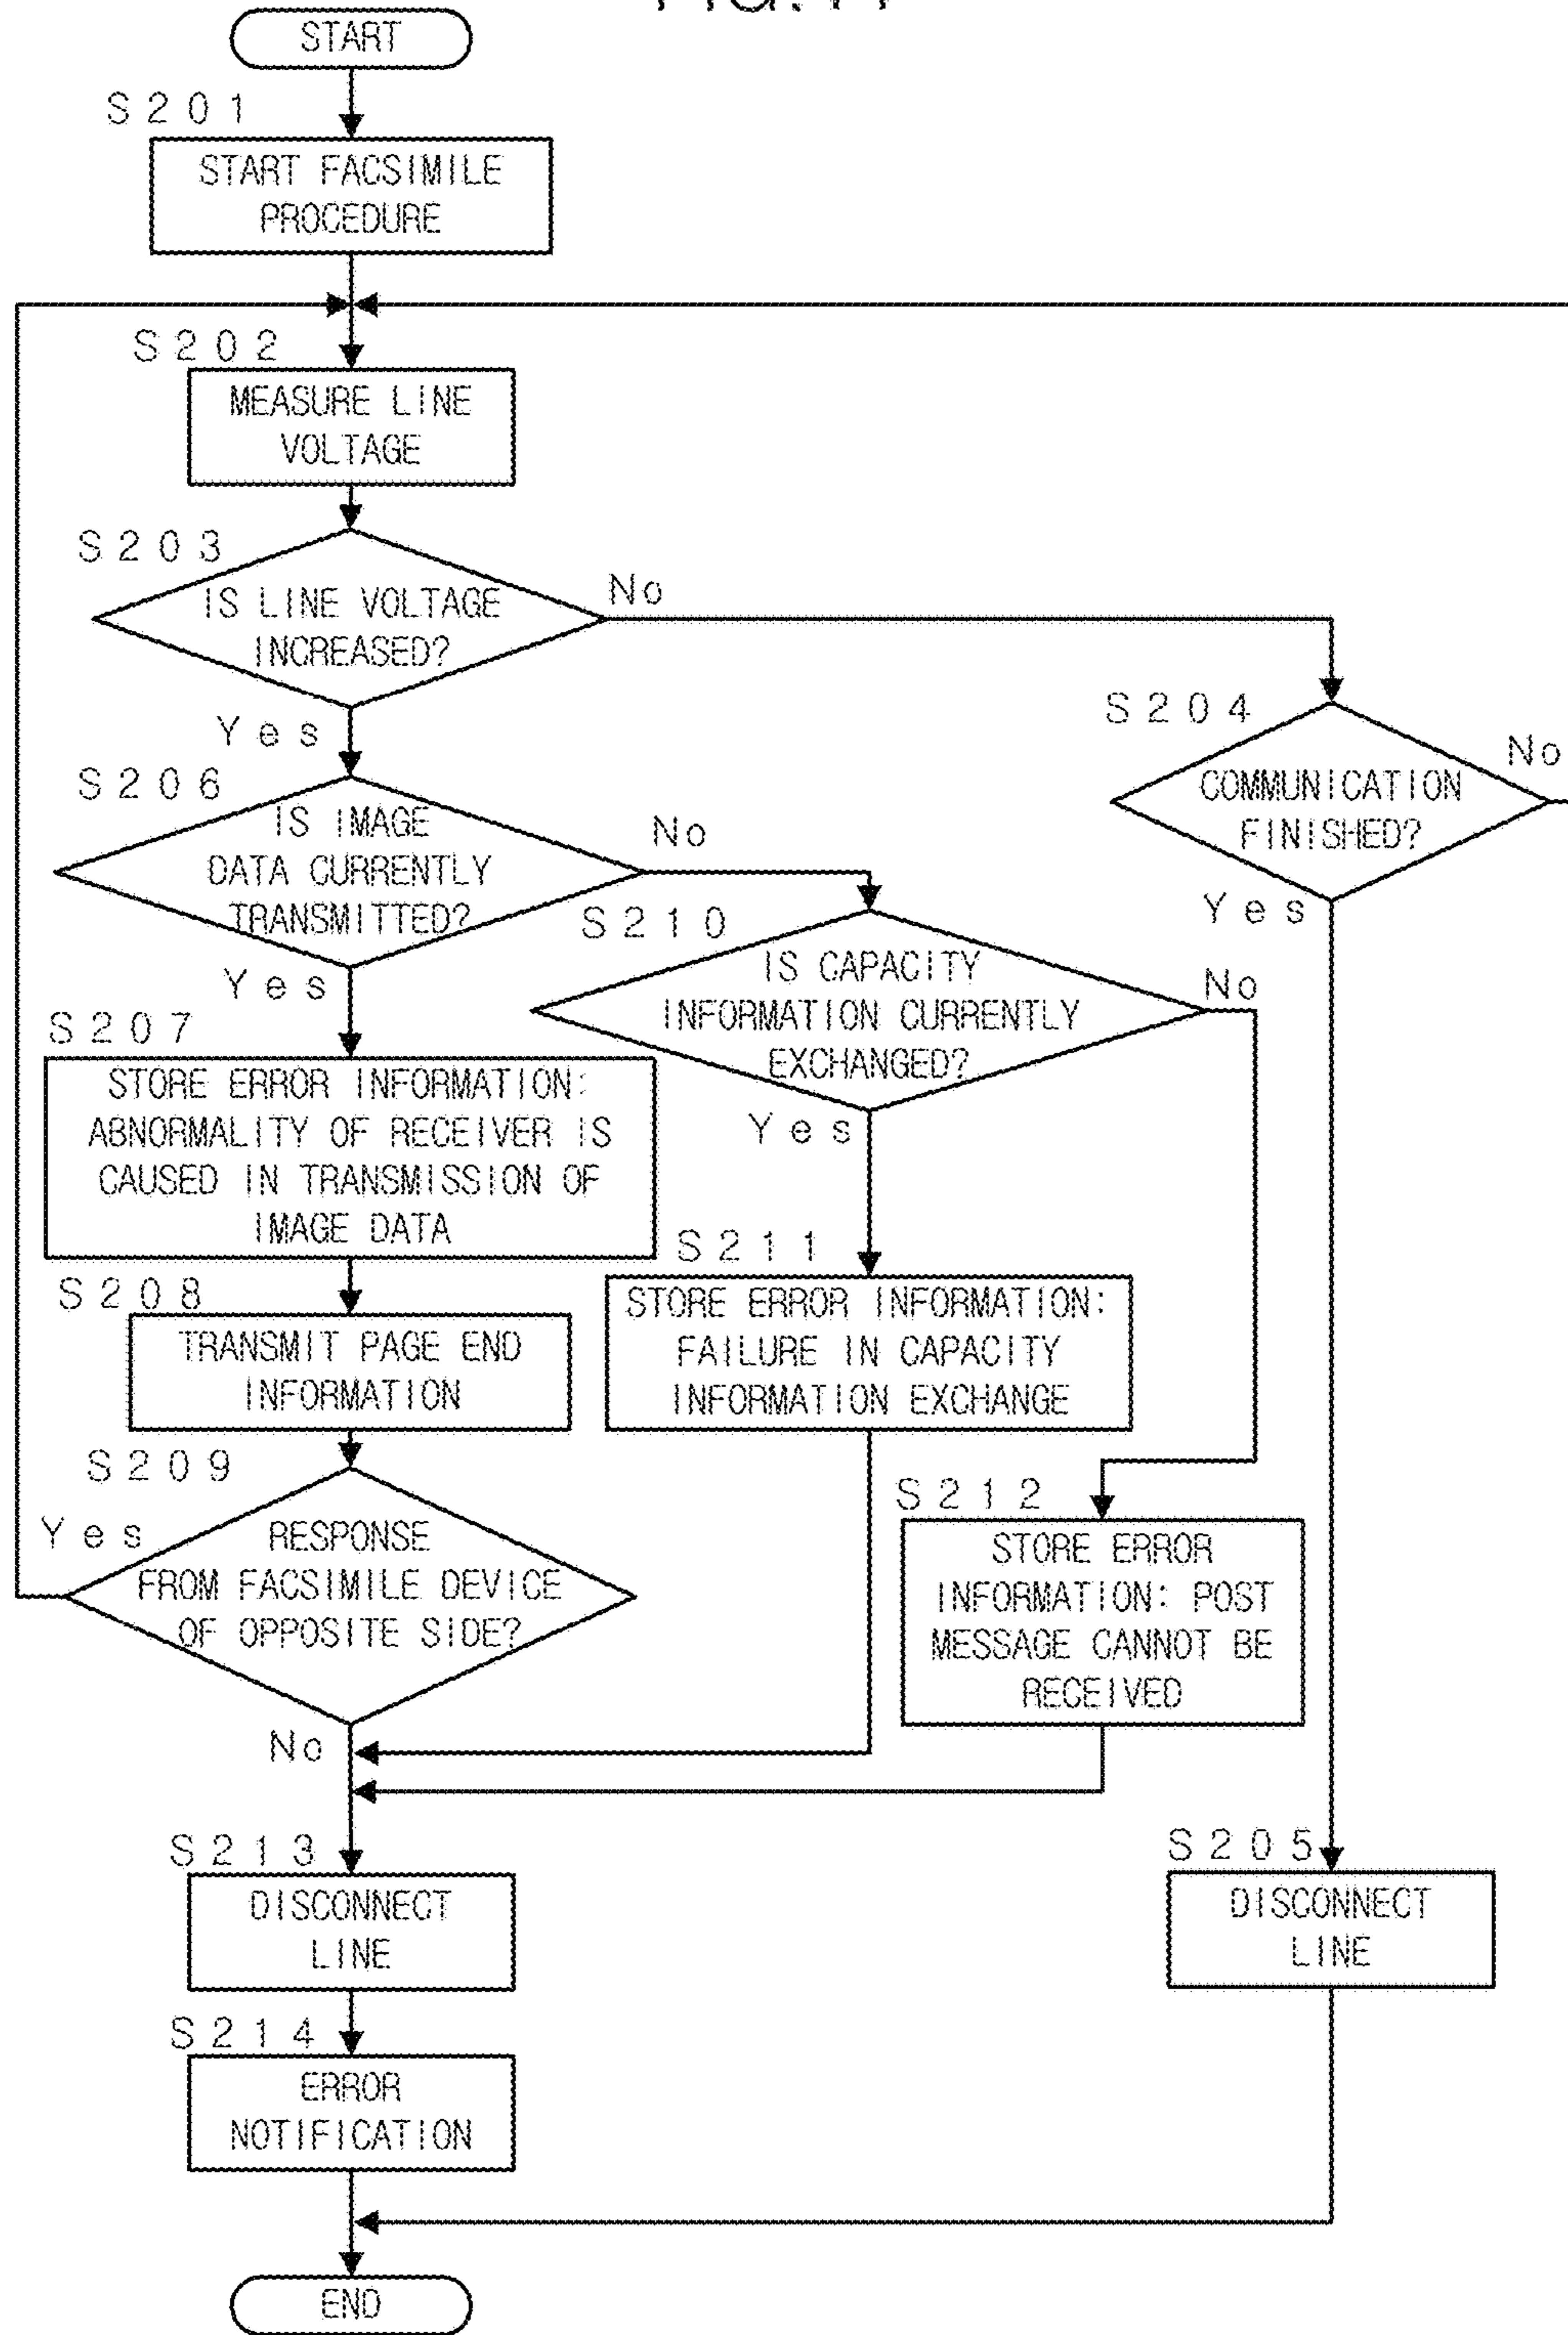 START
S201
START FACSIMILE
PROCEDURE
S202
MEASURE LINE
VOLTAGE
S203
IS LINE VOLTAGE
INCREASED?
No
Yes
S204
COMMUNICATION
FINISHED?
No
Yes
S206
IS IMAGE
DATA CURRENTLY
TRANSMITTED?
No
Yes
S210
IS CAPACITY
INFORMATION CURRENTLY
EXCHANGED?
No
Yes
S207
STORE ERROR INFORMATION:
ABNORMALITY OF RECEIVER IS
CAUSED IN TRANSMISSION OF
IMAGE DATA
S211
STORE ERROR INFORMATION:
FAILURE IN CAPACITY
INFORMATION EXCHANGE
S208
TRANSMIT PAGE END
INFORMATION
S209
RESPONSE
FROM FACSIMILE DEVICE
OF OPPOSITE SIDE?
Yes
No
S212
STORE ERROR
INFORMATION: POST
MESSAGE CANNOT BE
RECEIVED
S213
DISCONNECT
LINE
S205
DISCONNECT
LINE
S214
ERROR
NOTIFICATION
END